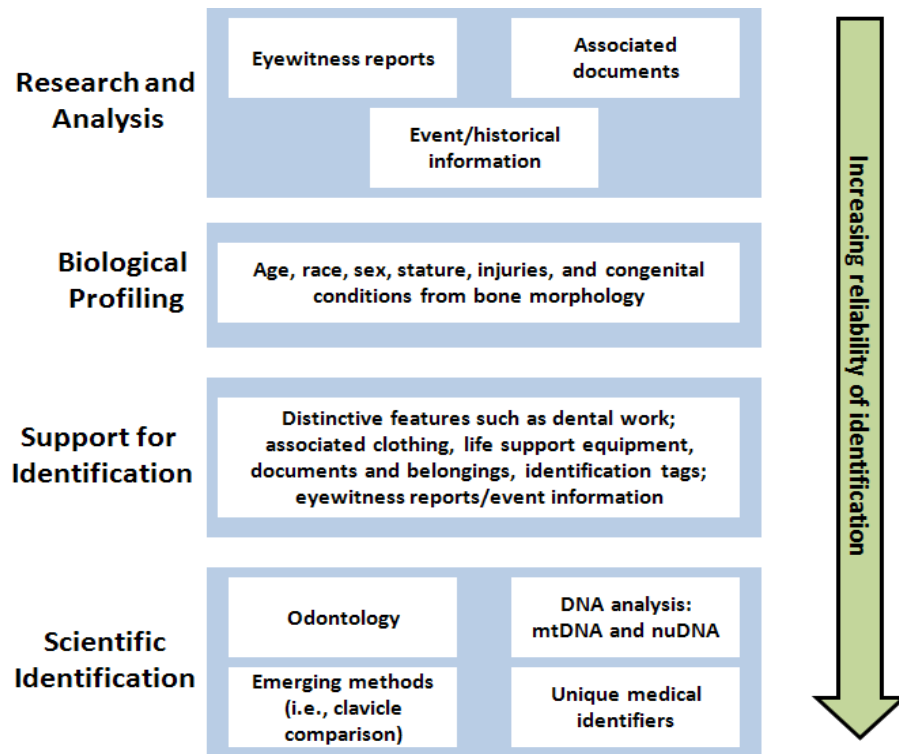 Research and
Analysis
Eyewitness reports
Associated
documents
Event/historical
information
Biological
Profiling
Age, race, sex, stature, injuries, and congenital
conditions from bone morphology
Support for
Identification
Distinctive features such as dental work;
associated clothing, life support equipment,
documents and belongings, identification tags;
eyewitness reports/event information
Scientific
Identification
Odontology
DNA analysis:
mtDNA and nuDNA
Emerging methods
(i.e., clavicle
comparison)
Unique medical
identifiers
Increasing reliability of identification